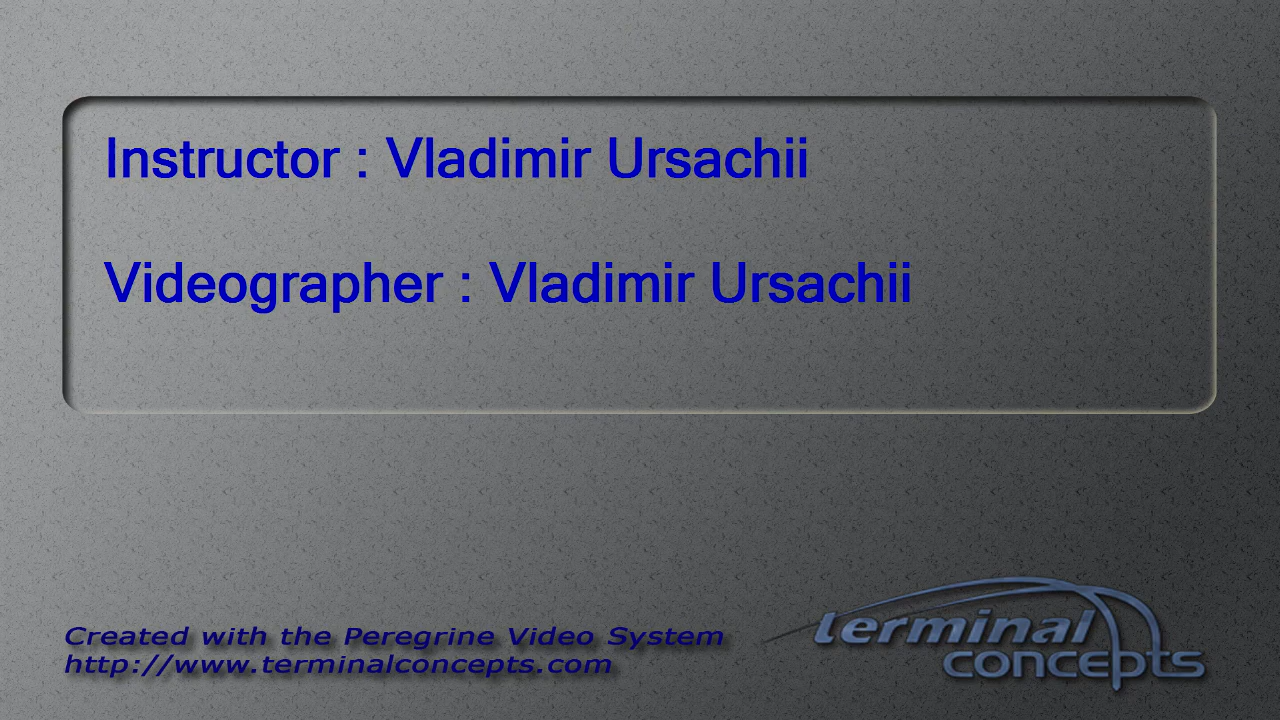 Instructor : Vladimir Ursachii
Videographer : Vladimir Ursachii
Created with the Peregrine Video System
http://www.terminalconcepts.com
terminal
concepts